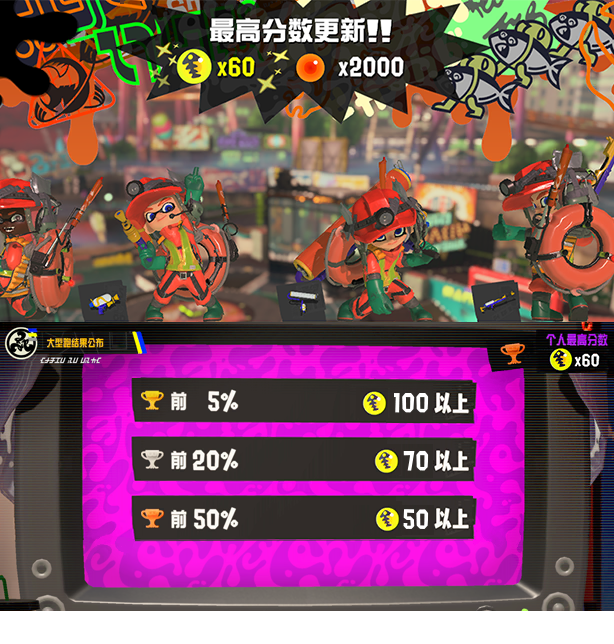 最高分数更新!!
x60 x2000
大型跑结果公布
个人最高分数
x60
前 5% 100 以上
前 20% 70 以上
前 50% 50 以上